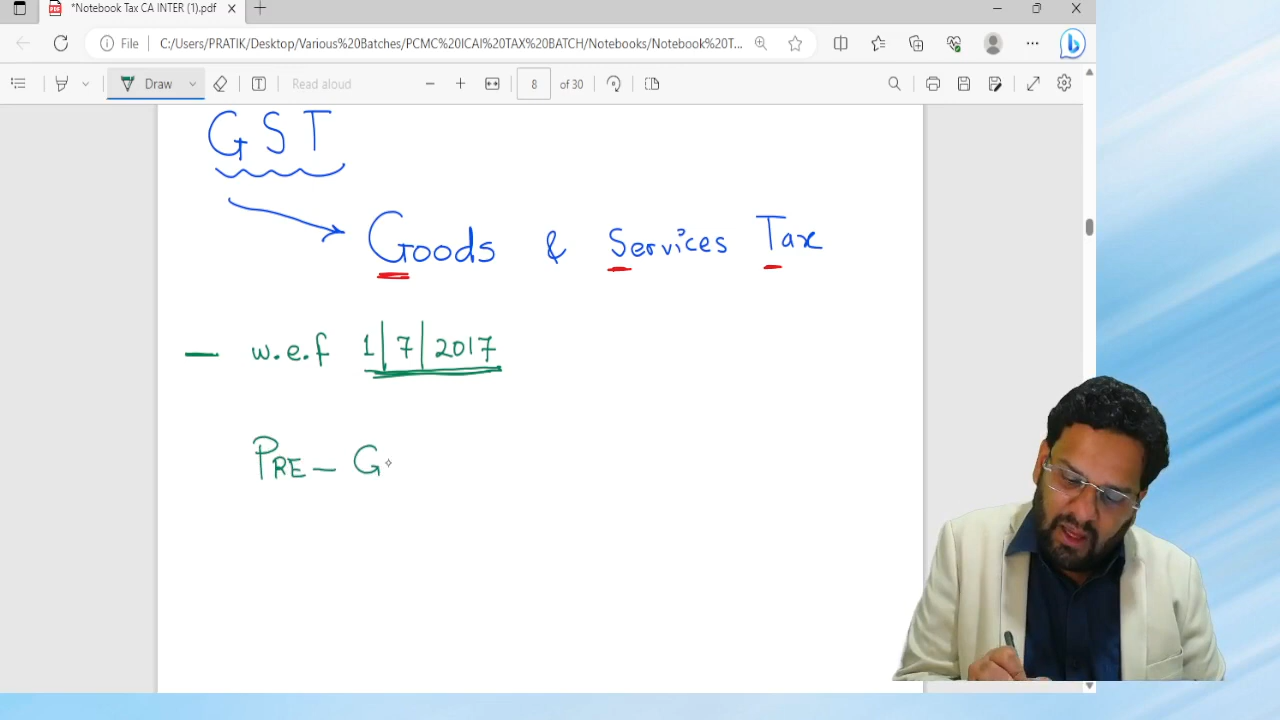 *Notebook Tax CA INTER (1).pdf
File C:/Users/PRATIK/Desktop/Various%20Batches/PCMC%20ICAI%20TAX%20BATCH/Notebooks/Notebook%20T...
Draw Read aloud 8 of 30
GST
Goods & Services Tax
— w.e.f 1|7|2017
PRE – G